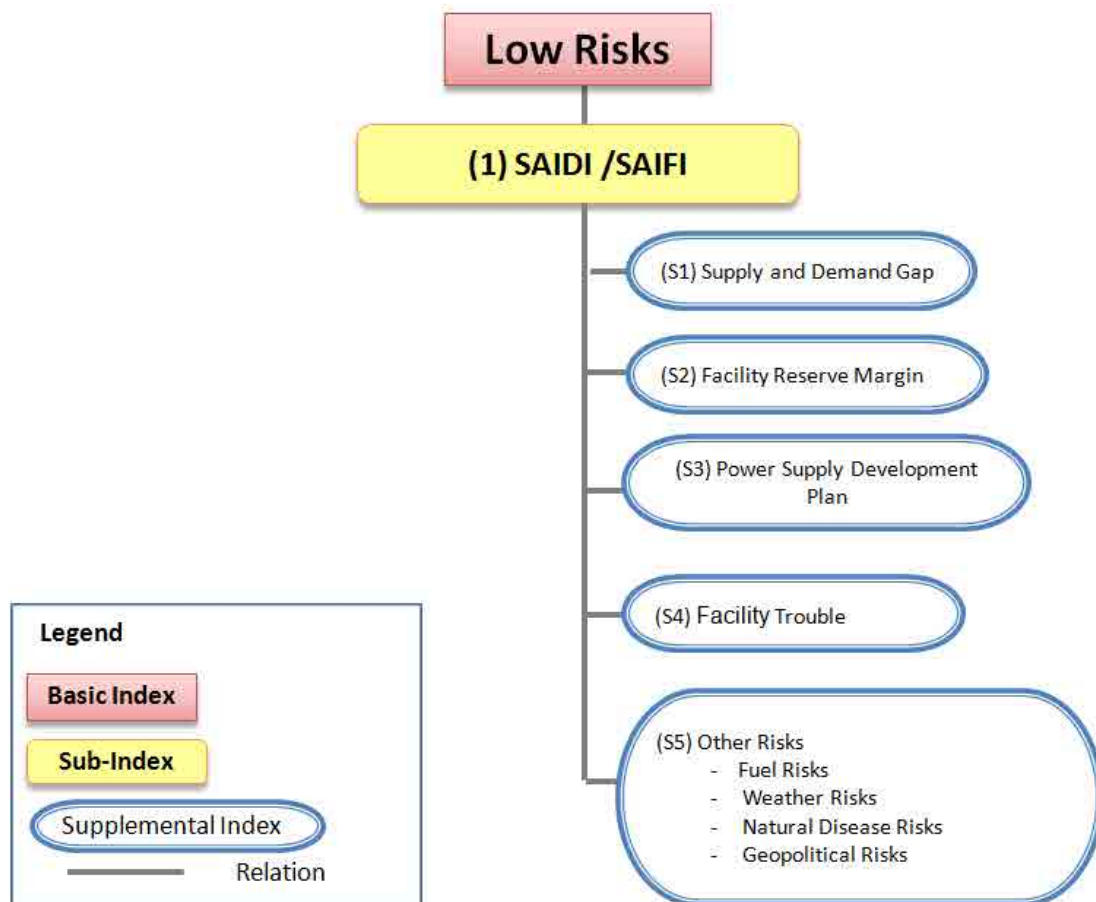 Low Risks
(1) SAIDI /SAIFI
(S1) Supply and Demand Gap
(S2) Facility Reserve Margin
(S3) Power Supply Development
Plan
(S4) Facility Trouble
(S5) Other Risks
- Fuel Risks
- Weather Risks
- Natural Disease Risks
- Geopolitical Risks
Legend
Basic Index
Sub-Index
Supplemental Index
Relation